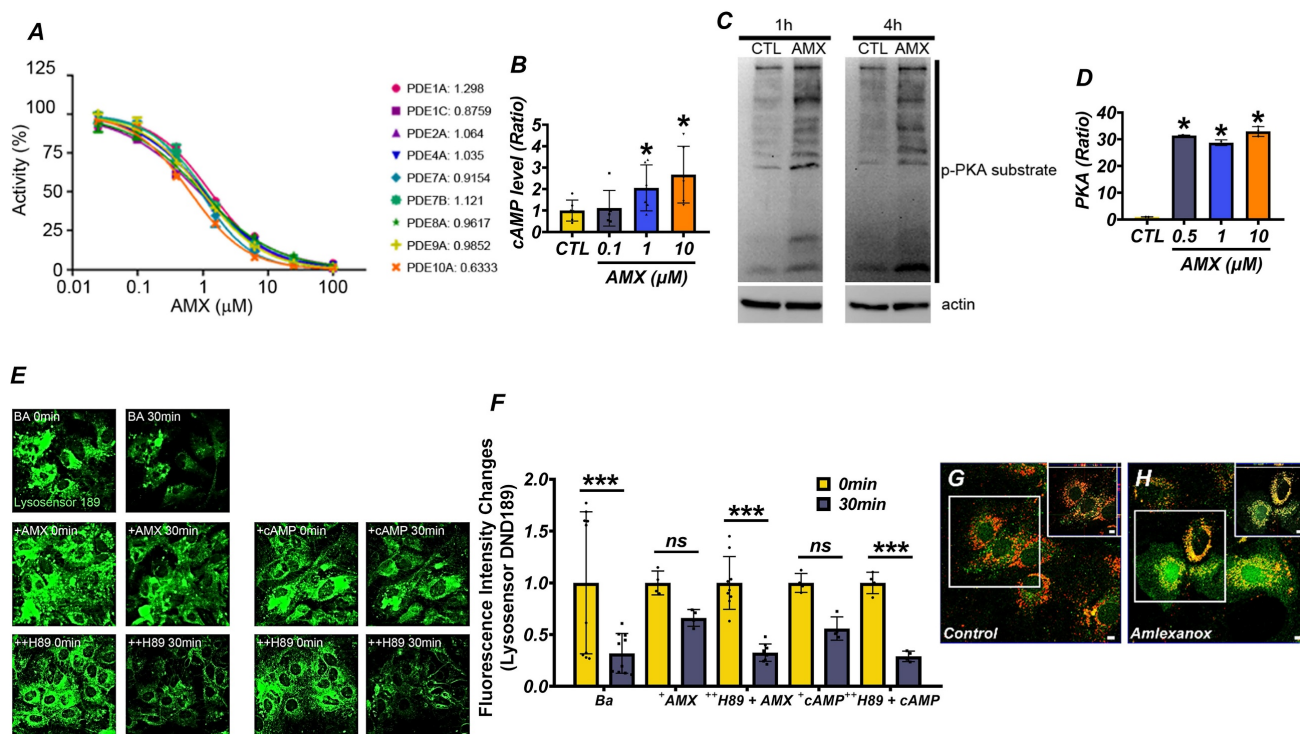 A
125
100
75
50
25
0
Activity (%)
0.01 0.1 1 10 100
AMX (μM)
PDE1A: 1.298
PDE1C: 0.8759
PDE2A: 1.064
PDE4A: 1.035
PDE7A: 0.9154
PDE7B: 1.121
PDE8A: 0.9617
PDE9A: 0.9852
PDE10A: 0.6333
B
cAMP level (Ratio)
5
4
3
2
1
0
* *
CTL 0.1 1 10
AMX (μM)
C
1h 4h
CTL AMX CTL AMX
p-PKA substrate
actin
D
PKA (Ratio)
40
30
20
10
0
* * *
CTL 0.5 1 10
AMX (μM)
E
BA 0min BA 30min
Lysosensor 189
+AMX 0min +AMX 30min +cAMP 0min +cAMP 30min
++H89 0min ++H89 30min ++H89 0min ++H89 30min
F
Fluorescence Intensity Changes
(Lysosensor DND189)
2.0
1.5
1.0
0.5
0.0
0min
30min
*** ns *** ns ***
Ba +AMX ++H89 + AMX +cAMP ++H89 + cAMP
G
Control
H
Amlexanox